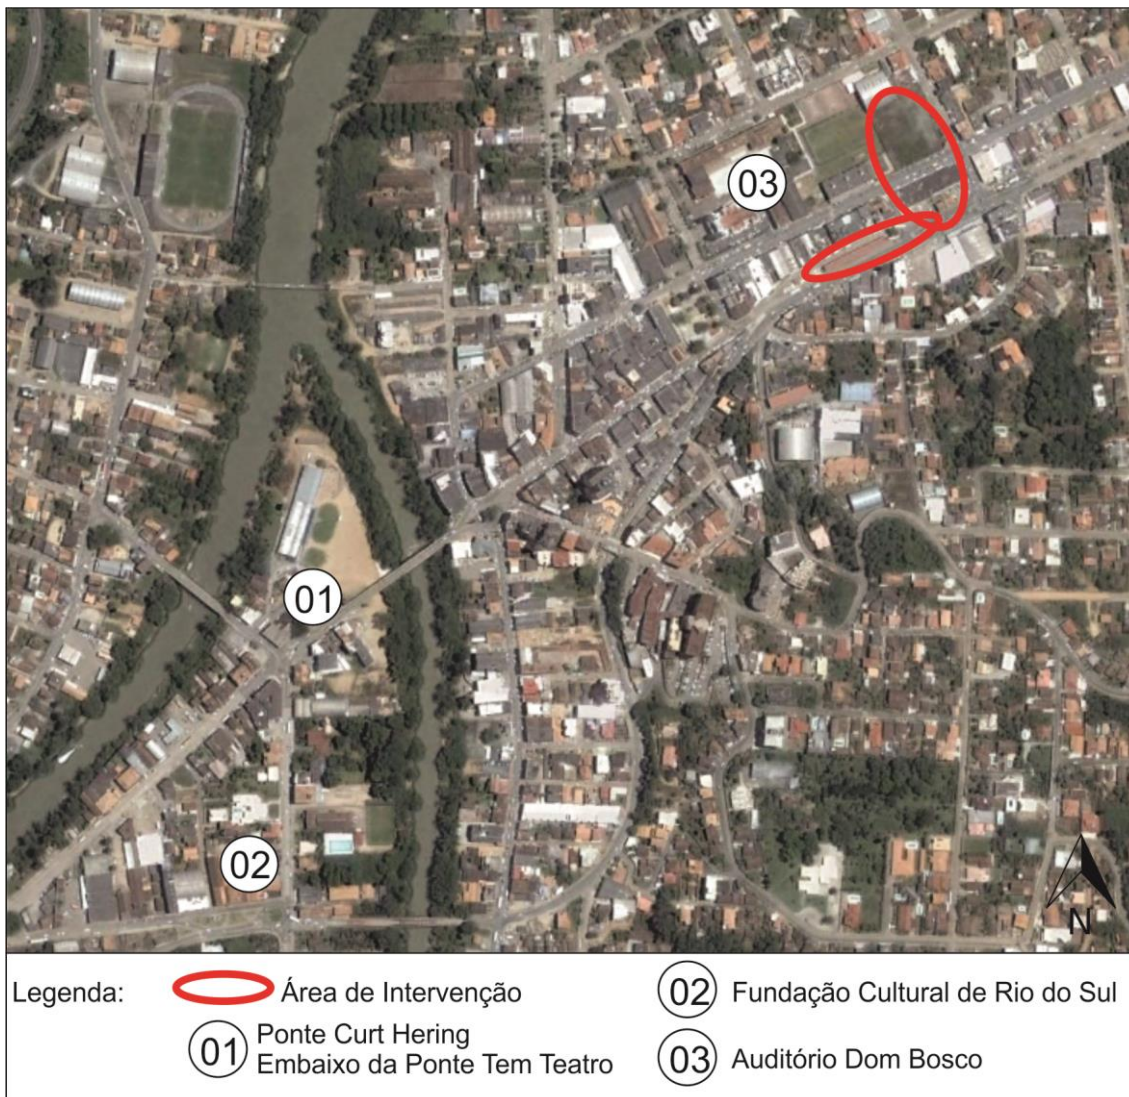 03
01
02
N
Legenda:
Área de Intervenção
01 Ponte Curt Hering
Embaixo da Ponte Tem Teatro
02 Fundação Cultural de Rio do Sul
03 Auditório Dom Bosco